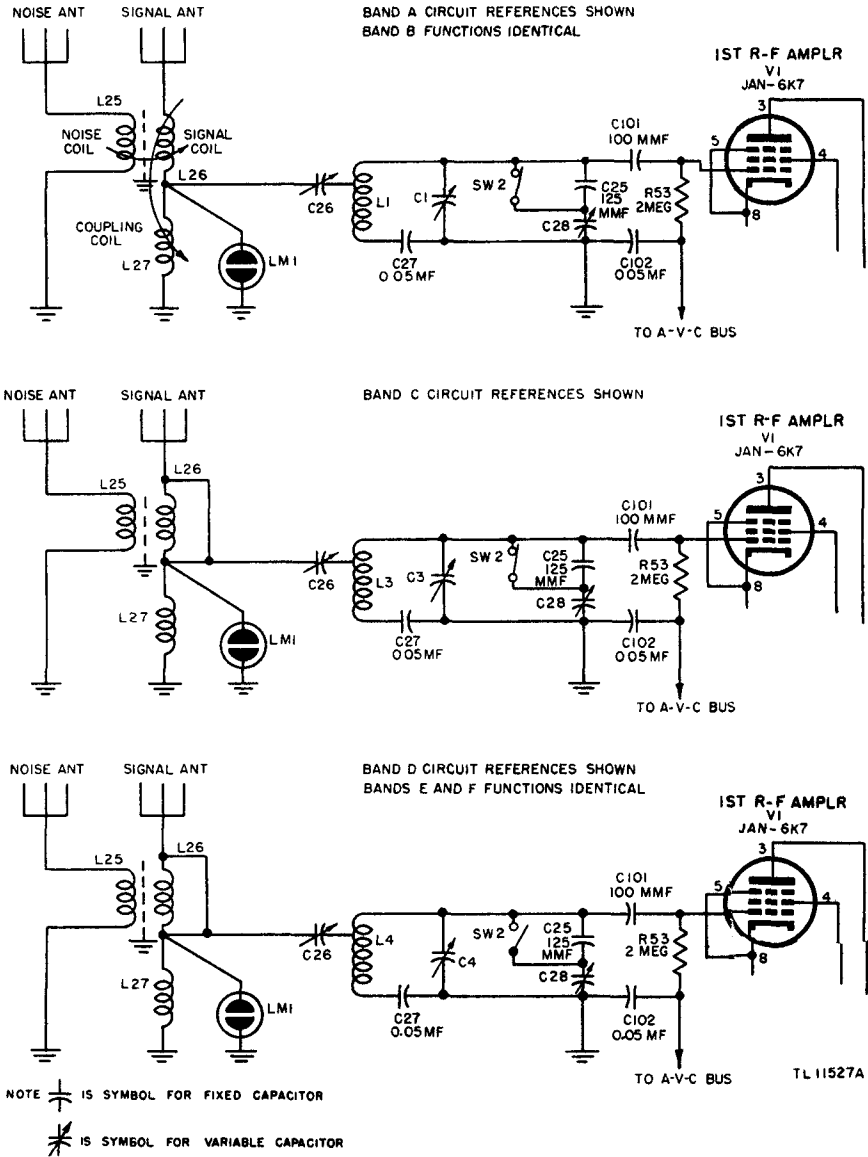 NOISE ANT
SIGNAL ANT
BAND A CIRCUIT REFERENCES SHOWN
BAND B FUNCTIONS IDENTICAL
1ST R-F AMPLR
V1
JAN-6K7
3
5
4
8
L25
NOISE COIL
SIGNAL COIL
L26
COUPLING COIL
L27
LM1
C26
L1
C1
SW2
C25
125
MMF
C28
C101
100 MMF
R53
2MEG
C27
0.05MF
C102
0.05MF
TO A-V-C BUS
NOISE ANT
SIGNAL ANT
BAND C CIRCUIT REFERENCES SHOWN
1ST R-F AMPLR
V1
JAN-6K7
3
5
4
8
L25
L26
L27
LM1
C26
L3
C3
SW2
C25
125
MMF
C28
C101
100 MMF
R53
2MEG
C27
0.05MF
C102
0.05MF
TO A-V-C BUS
NOISE ANT
SIGNAL ANT
BAND D CIRCUIT REFERENCES SHOWN
BANDS E AND F FUNCTIONS IDENTICAL
1ST R-F AMPLR
V1
JAN-6K7
3
5
4
8
L25
L26
L27
LM1
C26
L4
C4
SW2
C25
125
MMF
C28
C101
100 MMF
R53
2 MEG
C27
0.05MF
C102
0.05 MF
TO A-V-C BUS
TL11527A
NOTE IS SYMBOL FOR FIXED CAPACITOR
IS SYMBOL FOR VARIABLE CAPACITOR